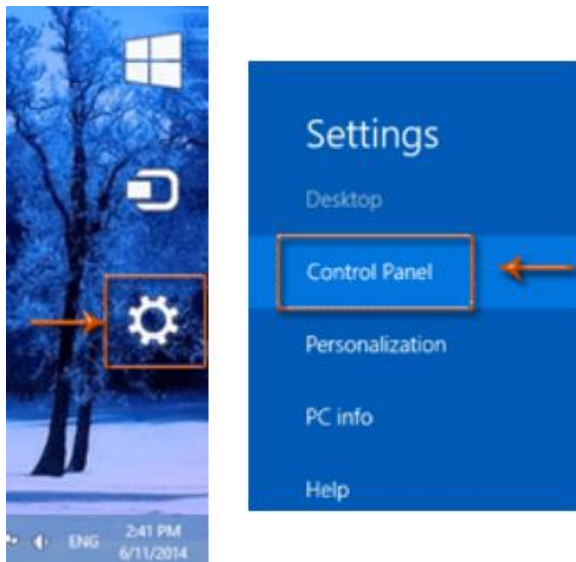 ENG
2:41 PM
6/11/2014
Settings
Desktop
Control Panel
Personalization
PC info
Help